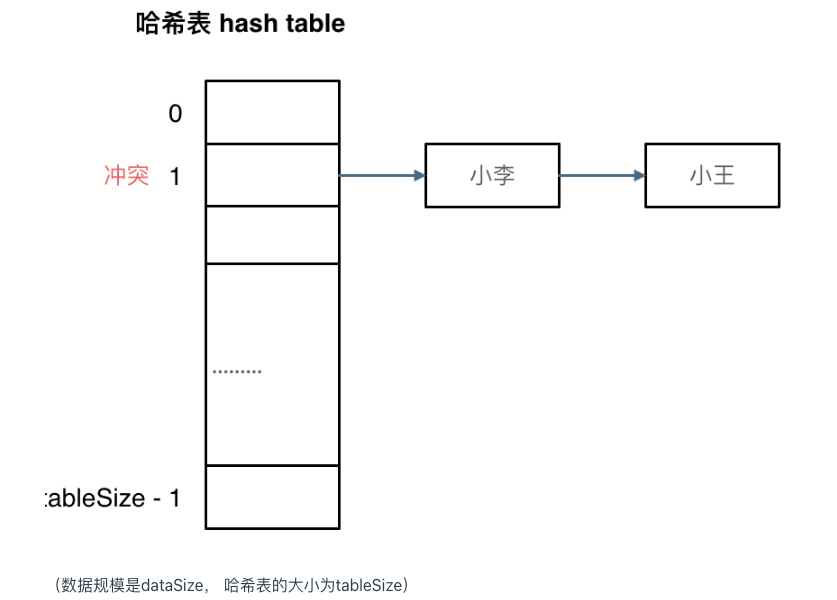 哈希表 hash table
0
冲突 1
小李
小王
.........
tableSize - 1
（数据规模是dataSize， 哈希表的大小为tableSize）